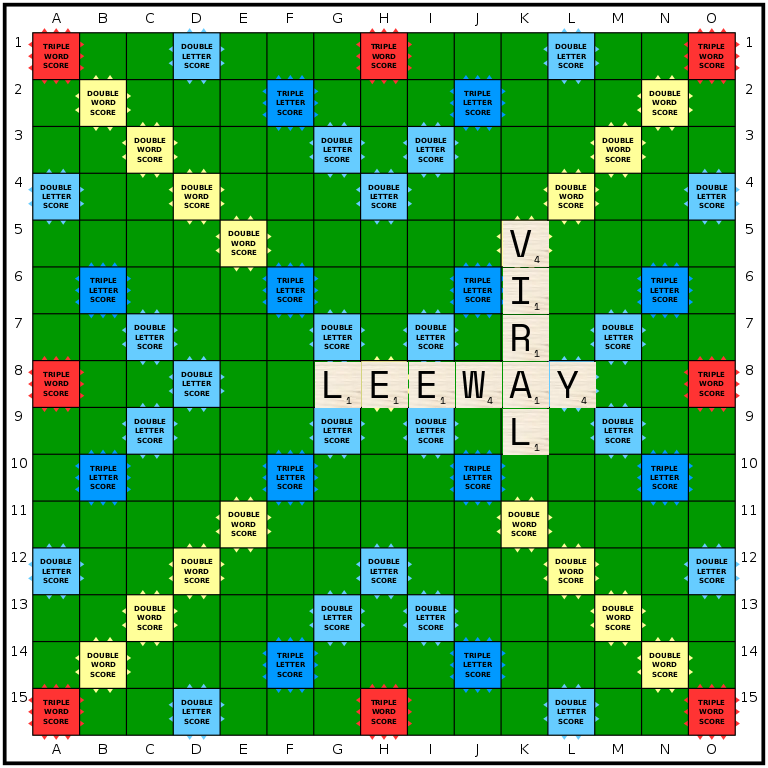 A B C D E F G H I J K L M N O
1 TRIPLE WORD SCORE DOUBLE LETTER SCORE TRIPLE WORD SCORE DOUBLE LETTER SCORE TRIPLE WORD SCORE 1
2 DOUBLE WORD SCORE TRIPLE LETTER SCORE TRIPLE LETTER SCORE DOUBLE WORD SCORE 2
3 DOUBLE WORD SCORE DOUBLE LETTER SCORE DOUBLE LETTER SCORE DOUBLE WORD SCORE 3
4 DOUBLE LETTER SCORE DOUBLE WORD SCORE DOUBLE LETTER SCORE DOUBLE WORD SCORE DOUBLE LETTER SCORE 4
5 DOUBLE WORD SCORE V4 5
6 TRIPLE LETTER SCORE TRIPLE LETTER SCORE TRIPLE LETTER SCORE I1 TRIPLE LETTER SCORE 6
7 DOUBLE LETTER SCORE DOUBLE LETTER SCORE DOUBLE LETTER SCORE R1 DOUBLE LETTER SCORE 7
8 TRIPLE WORD SCORE DOUBLE LETTER SCORE L1 E1 E1 W4 A1 Y4 TRIPLE WORD SCORE 8
9 DOUBLE LETTER SCORE DOUBLE LETTER SCORE DOUBLE LETTER SCORE L1 DOUBLE LETTER SCORE 9
10 TRIPLE LETTER SCORE TRIPLE LETTER SCORE TRIPLE LETTER SCORE TRIPLE LETTER SCORE 10
11 DOUBLE WORD SCORE DOUBLE WORD SCORE 11
12 DOUBLE LETTER SCORE DOUBLE WORD SCORE DOUBLE LETTER SCORE DOUBLE WORD SCORE DOUBLE LETTER SCORE 12
13 DOUBLE WORD SCORE DOUBLE LETTER SCORE DOUBLE LETTER SCORE DOUBLE WORD SCORE 13
14 DOUBLE WORD SCORE TRIPLE LETTER SCORE TRIPLE LETTER SCORE DOUBLE WORD SCORE 14
15 TRIPLE WORD SCORE DOUBLE LETTER SCORE TRIPLE WORD SCORE DOUBLE LETTER SCORE TRIPLE WORD SCORE 15
A B C D E F G H I J K L M N O